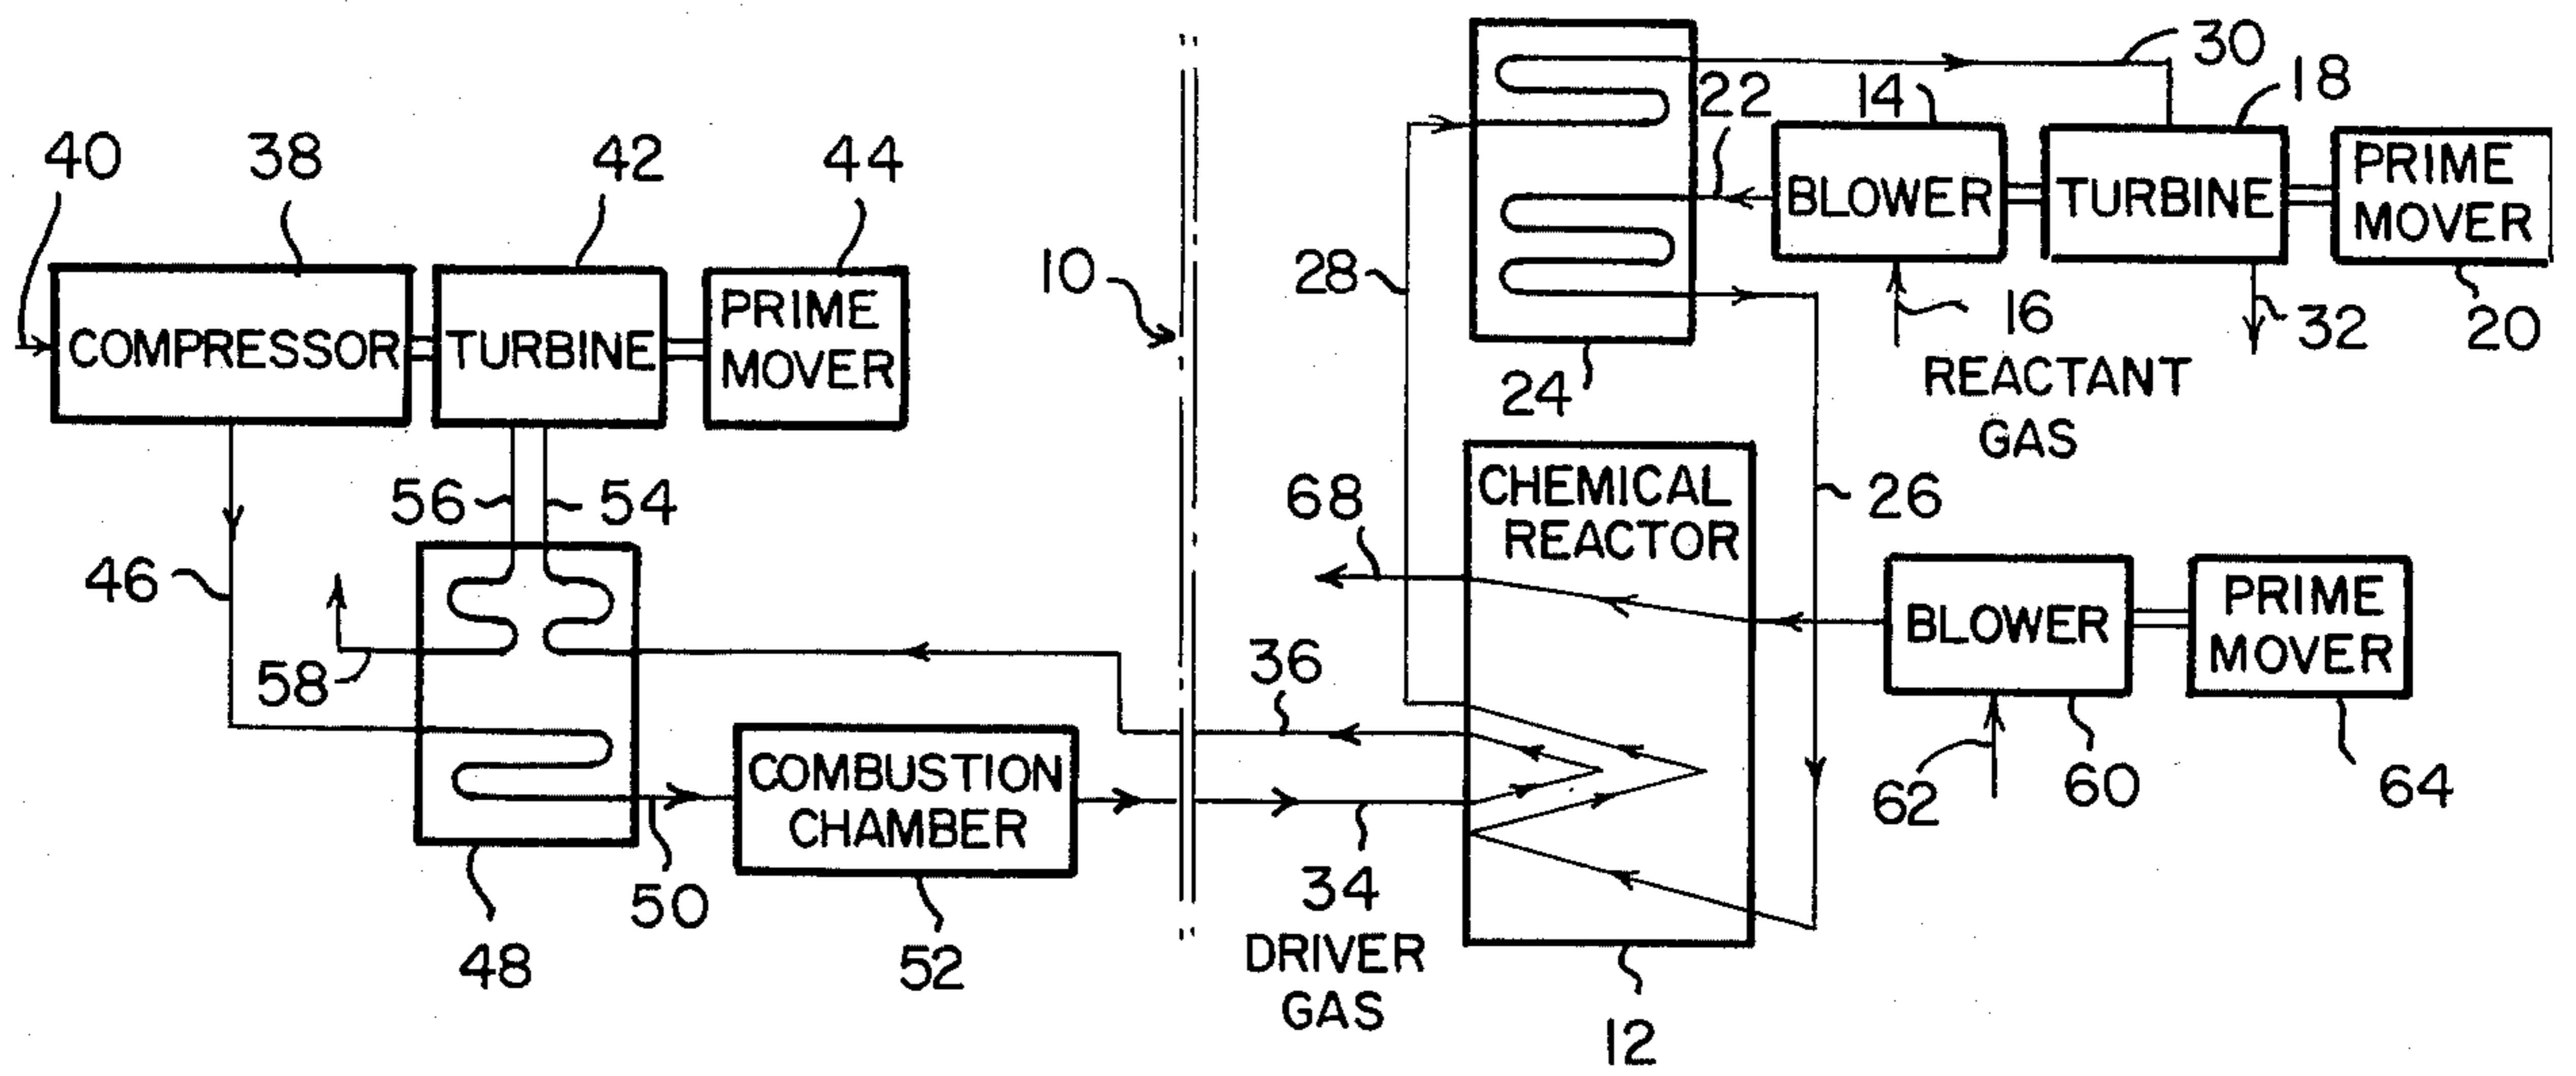 40
38
42
44
COMPRESSOR
TURBINE
PRIME
MOVER
56
54
46
58
48
50
COMBUSTION
CHAMBER
52
10
36
34
DRIVER
GAS
30
22
14
18
BLOWER
TURBINE
PRIME
MOVER
28
24
16
REACTANT
GAS
32
20
68
CHEMICAL
REACTOR
26
BLOWER
PRIME
MOVER
62
60
64
12